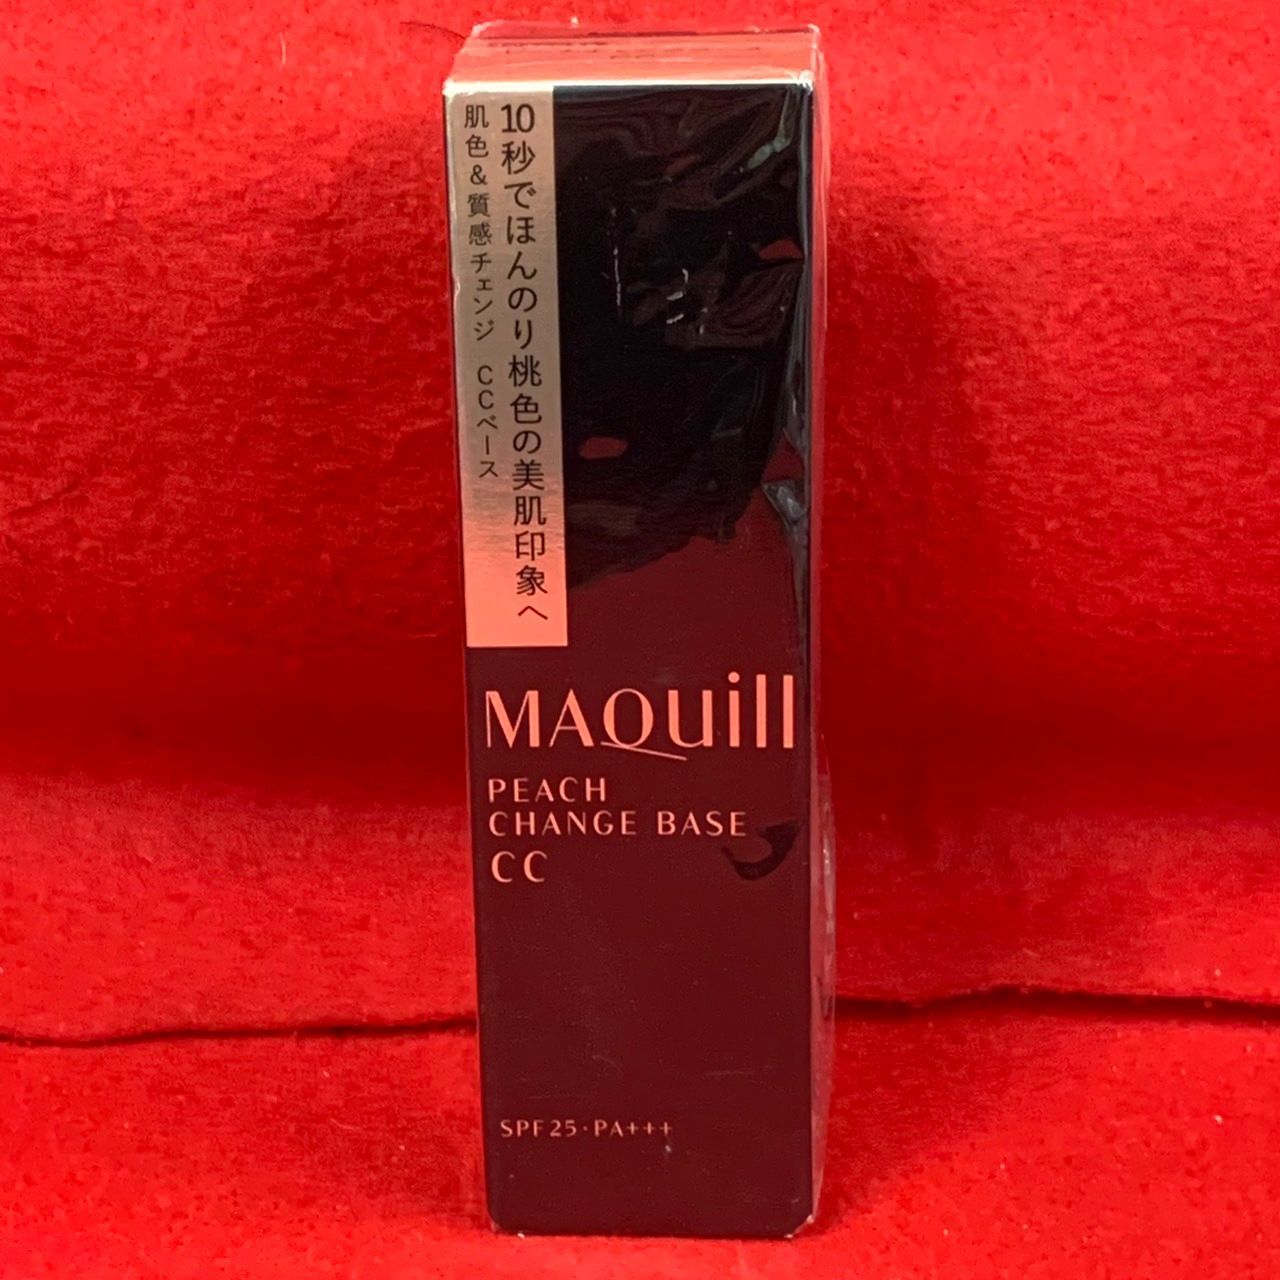 10秒でほんのり桃色の美肌印象へ
肌色&質感チェンジ CCベース
MAQuill
PEACH
CHANGE BASE
CC
SPF25・PA+++